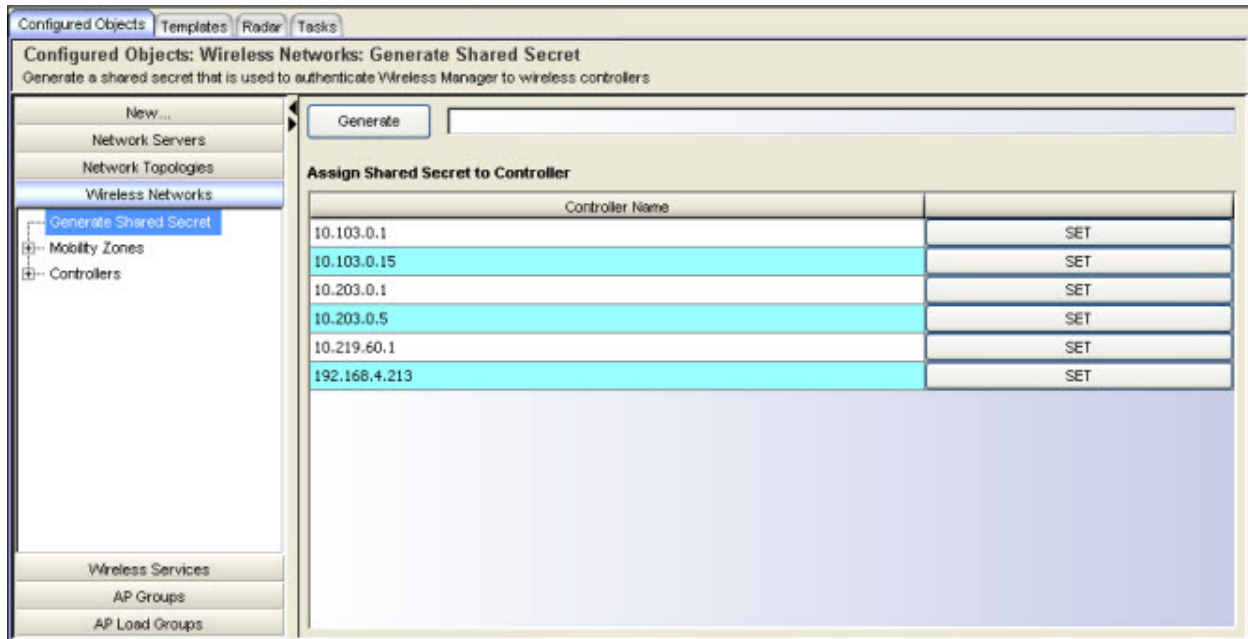 Configured Objects Templates Radar Tasks
Configured Objects: Wireless Networks: Generate Shared Secret
Generate a shared secret that is used to authenticate Wireless Manager to wireless controllers
New...
Network Servers
Network Topologies
Wireless Networks
Generate Shared Secret
Mobility Zones
Controllers
Wireless Services
AP Groups
AP Load Groups
Generate
Assign Shared Secret to Controller
Controller Name
10.103.0.1 SET
10.103.0.15 SET
10.203.0.1 SET
10.203.0.5 SET
10.219.60.1 SET
192.168.4.213 SET